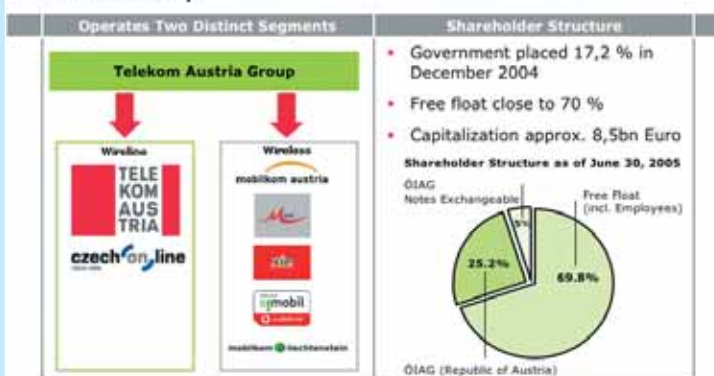 Operates Two Distinct Segments
Telekom Austria Group
Wireline
TELE
KOM
AUS
TRIA
czech on line
Wireless
mobilkom austria
si.mobil
mobilkom liechtenstein
Shareholder Structure
• Government placed 17,2 % in
December 2004
• Free float close to 70 %
• Capitalization approx. 8,5bn Euro
Shareholder Structure as of June 30, 2005
ÖIAG
Notes Exchangeable
Free Float
(incl. Employees)
5%
25.2%
69.8%
ÖIAG (Republic of Austria)